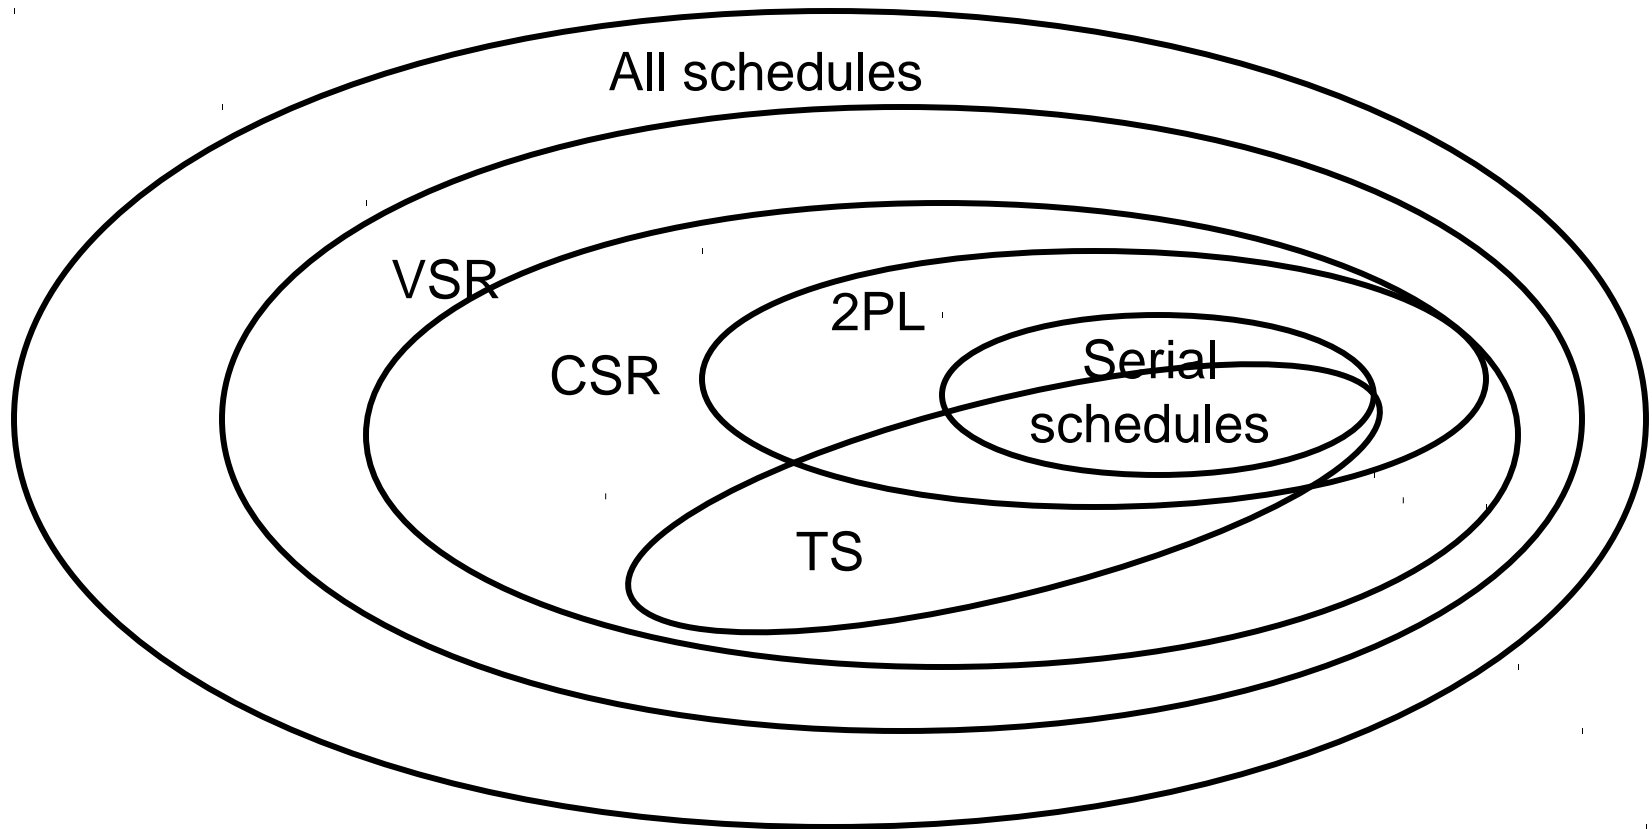 All schedules
VSR
2PL
CSR
Serial
schedules
TS